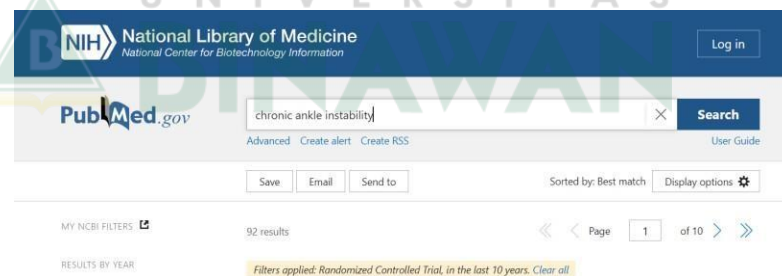 UNIVERSITAS
BINAWAN
NIH National Library of Medicine
National Center for Biotechnology Information
Log in
PubMed.gov
chronic ankle instability
Search
Advanced Create alert Create RSS
User Guide
Save Email Send to
Sorted by: Best match Display options
MY NCBI FILTERS
92 results
Page 1 of 10
RESULTS BY YEAR
Filters applied: Randomized Controlled Trial, in the last 10 years. Clear all